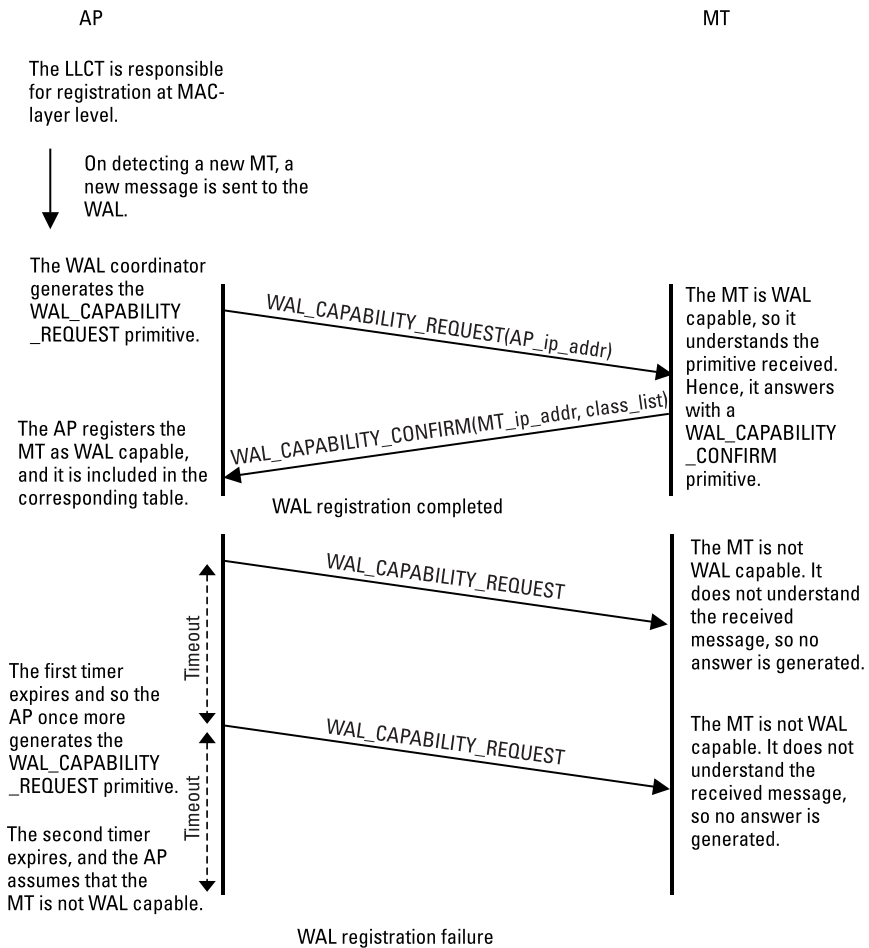 AP
MT
The LLCT is responsible
for registration at MAC-
layer level.
On detecting a new MT, a
new message is sent to the
WAL.
The WAL coordinator
generates the
WAL_CAPABILITY
_REQUEST primitive.
WAL_CAPABILITY_REQUEST(AP_ip_addr)
The MT is WAL
capable, so it
understands the
primitive received.
Hence, it answers
with a
WAL_CAPABILITY
_CONFIRM
primitive.
WAL_CAPABILITY_CONFIRM(MT_ip_addr, class_list)
The AP registers the
MT as WAL capable,
and it is included in the
corresponding table.
WAL registration completed
WAL_CAPABILITY_REQUEST
The MT is not
WAL capable. It
does not understand
the received
message, so no
answer is generated.
Timeout
The first timer
expires and so the
AP once more
generates the
WAL_CAPABILITY
_REQUEST primitive.
WAL_CAPABILITY_REQUEST
The MT is not WAL
capable. It does not
understand the
received message,
so no answer is
generated.
Timeout
The second timer
expires, and the AP
assumes that the
MT is not WAL capable.
WAL registration failure